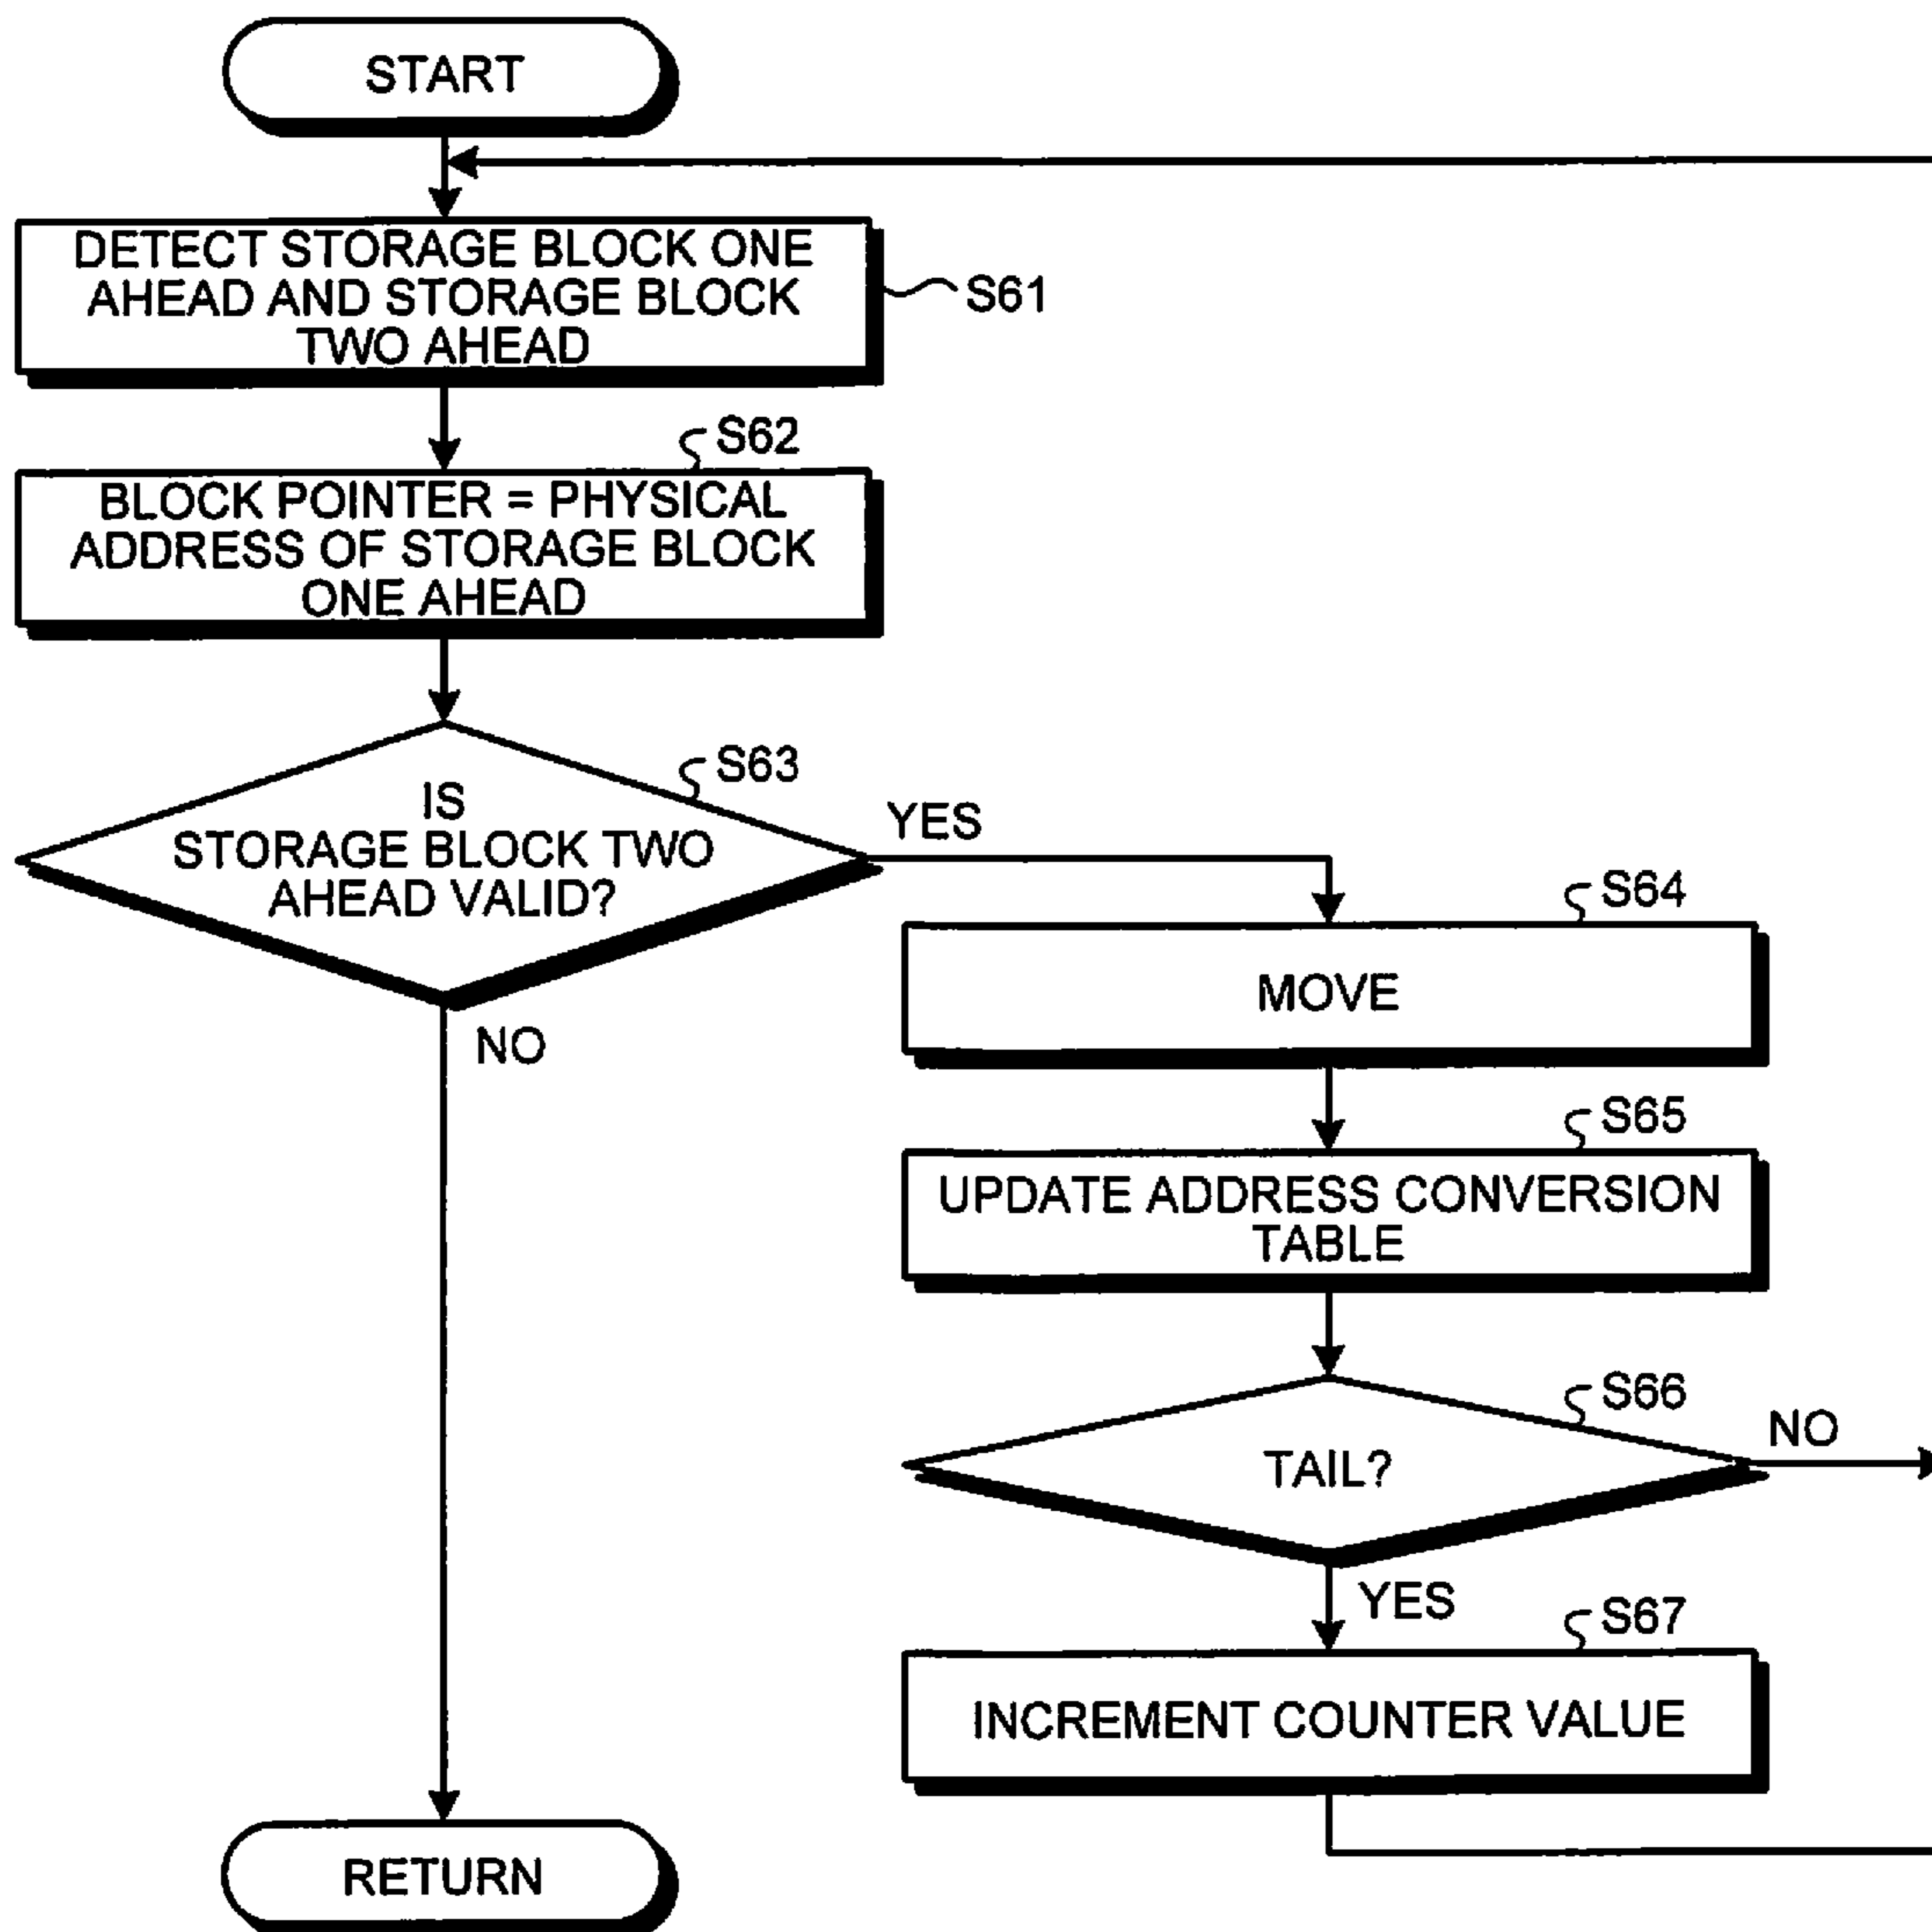 START
DETECT STORAGE BLOCK ONE
AHEAD AND STORAGE BLOCK
TWO AHEAD
S61
S62
BLOCK POINTER = PHYSICAL
ADDRESS OF STORAGE BLOCK
ONE AHEAD
S63
IS
STORAGE BLOCK TWO
AHEAD VALID?
YES
NO
S64
MOVE
S65
UPDATE ADDRESS CONVERSION
TABLE
S66
TAIL?
NO
YES
S67
INCREMENT COUNTER VALUE
RETURN